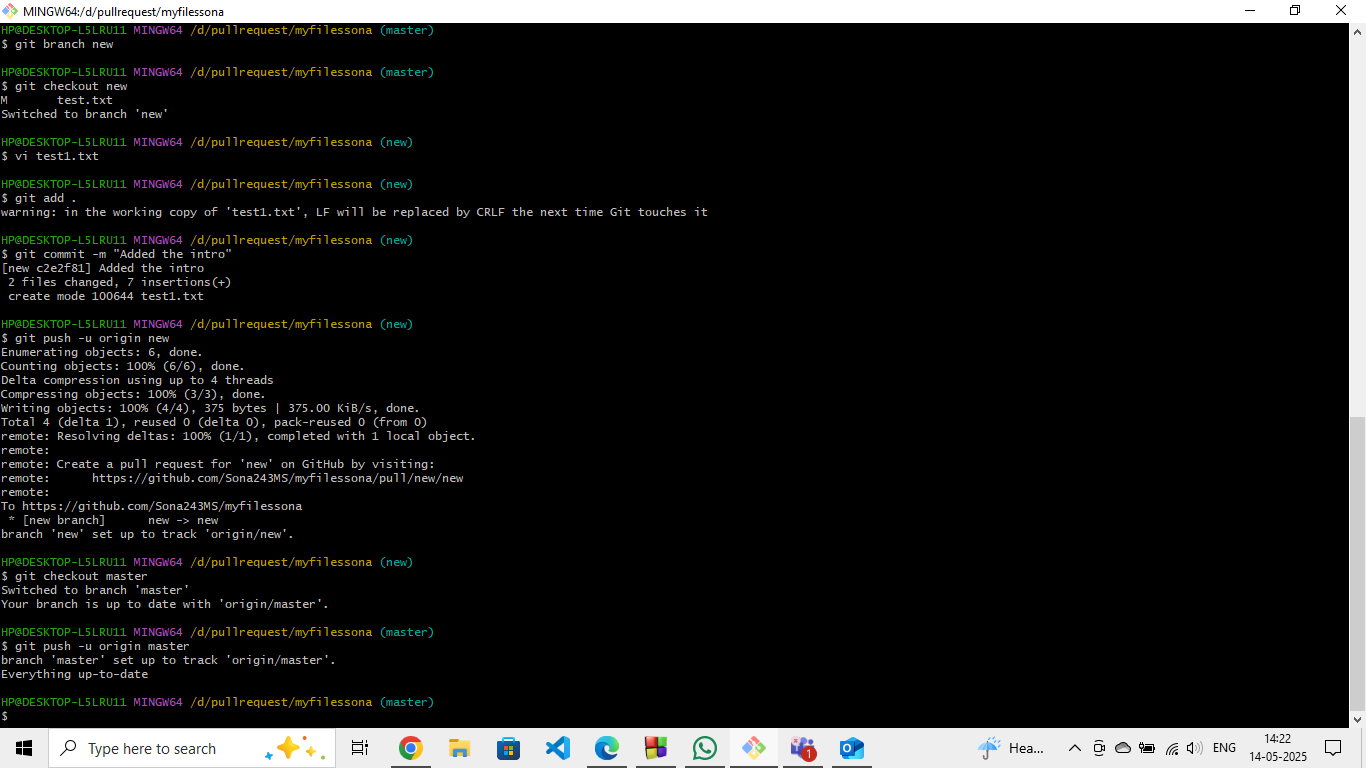 MINGW64:/d/pullrequest/myfilessona
HP@DESKTOP-L5LRU11 MINGW64 /d/pullrequest/myfilessona (master)
$ git branch new
HP@DESKTOP-L5LRU11 MINGW64 /d/pullrequest/myfilessona (master)
$ git checkout new
M       test.txt
Switched to branch 'new'
HP@DESKTOP-L5LRU11 MINGW64 /d/pullrequest/myfilessona (new)
$ vi test1.txt
HP@DESKTOP-L5LRU11 MINGW64 /d/pullrequest/myfilessona (new)
$ git add .
warning: in the working copy of 'test1.txt', LF will be replaced by CRLF the next time Git touches it
HP@DESKTOP-L5LRU11 MINGW64 /d/pullrequest/myfilessona (new)
$ git commit -m "Added the intro"
[new c2e2f81] Added the intro
 2 files changed, 7 insertions(+)
 create mode 100644 test1.txt
HP@DESKTOP-L5LRU11 MINGW64 /d/pullrequest/myfilessona (new)
$ git push -u origin new
Enumerating objects: 6, done.
Counting objects: 100% (6/6), done.
Delta compression using up to 4 threads
Compressing objects: 100% (3/3), done.
Writing objects: 100% (4/4), 375 bytes | 375.00 KiB/s, done.
Total 4 (delta 1), reused 0 (delta 0), pack-reused 0 (from 0)
remote: Resolving deltas: 100% (1/1), completed with 1 local object.
remote:
remote: Create a pull request for 'new' on GitHub by visiting:
remote:      https://github.com/Sona243MS/myfilessona/pull/new/new
remote:
To https://github.com/Sona243MS/myfilessona
 * [new branch]      new -> new
branch 'new' set up to track 'origin/new'.
HP@DESKTOP-L5LRU11 MINGW64 /d/pullrequest/myfilessona (new)
$ git checkout master
Switched to branch 'master'
Your branch is up to date with 'origin/master'.
HP@DESKTOP-L5LRU11 MINGW64 /d/pullrequest/myfilessona (master)
$ git push -u origin master
branch 'master' set up to track 'origin/master'.
Everything up-to-date
HP@DESKTOP-L5LRU11 MINGW64 /d/pullrequest/myfilessona (master)
$
Type here to search
1
Hea...
ENG
14:22
14-05-2025